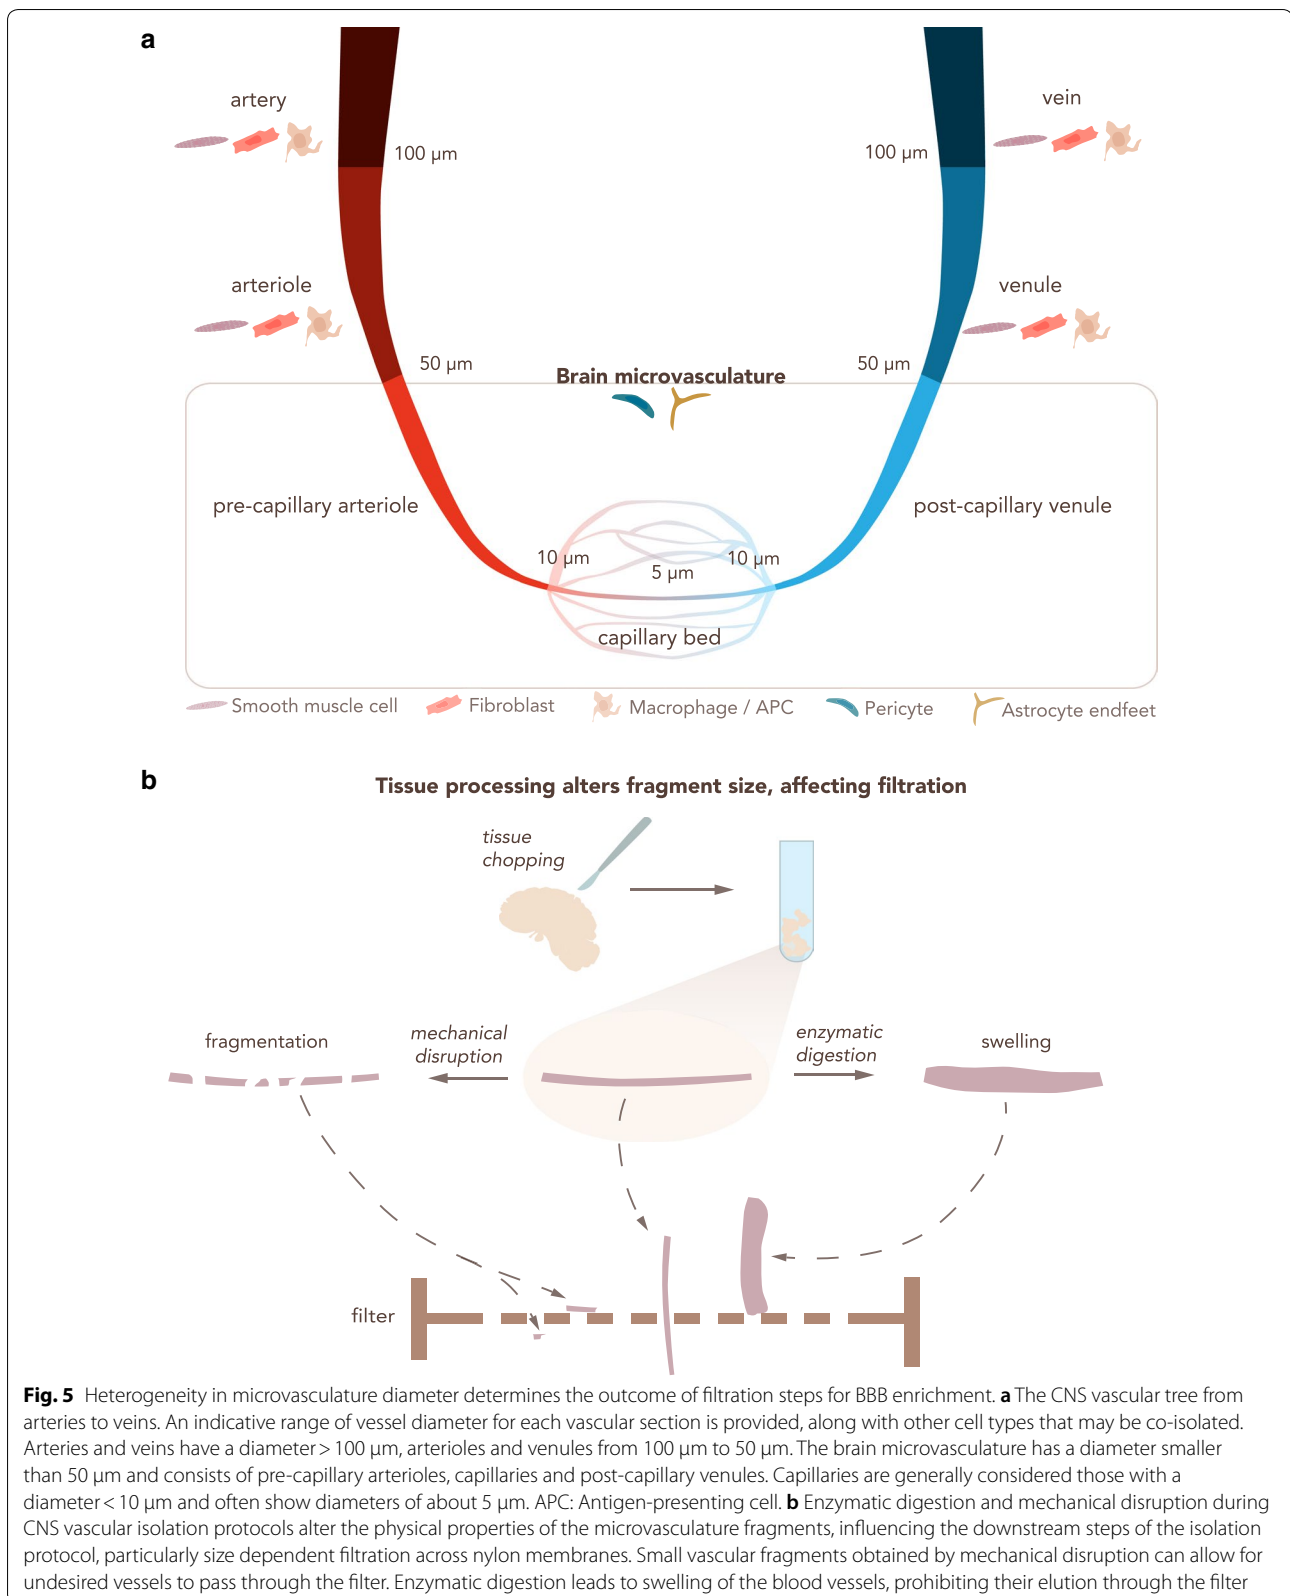 a
artery
vein
100 µm
100 µm
arteriole
venule
50 µm
50 µm
Brain microvasculature
pre-capillary arteriole
post-capillary venule
10 µm
10 µm
5 µm
capillary bed
Smooth muscle cell
Fibroblast
Macrophage / APC
Pericyte
Astrocyte endfeet
b
Tissue processing alters fragment size, affecting filtration
tissue
chopping
fragmentation
mechanical
disruption
enzymatic
digestion
swelling
filter
Fig. 5 Heterogeneity in microvasculature diameter determines the outcome of filtration steps for BBB enrichment. a The CNS vascular tree from
arteries to veins. An indicative range of vessel diameter for each vascular section is provided, along with other cell types that may be co-isolated.
Arteries and veins have a diameter > 100 µm, arterioles and venules from 100 µm to 50 µm. The brain microvasculature has a diameter smaller
than 50 µm and consists of pre-capillary arterioles, capillaries and post-capillary venules. Capillaries are generally considered those with a
diameter < 10 µm and often show diameters of about 5 µm. APC: Antigen-presenting cell. b Enzymatic digestion and mechanical disruption during
CNS vascular isolation protocols alter the physical properties of the microvasculature fragments, influencing the downstream steps of the isolation
protocol, particularly size dependent filtration across nylon membranes. Small vascular fragments obtained by mechanical disruption can allow for
undesired vessels to pass through the filter. Enzymatic digestion leads to swelling of the blood vessels, prohibiting their elution through the filter